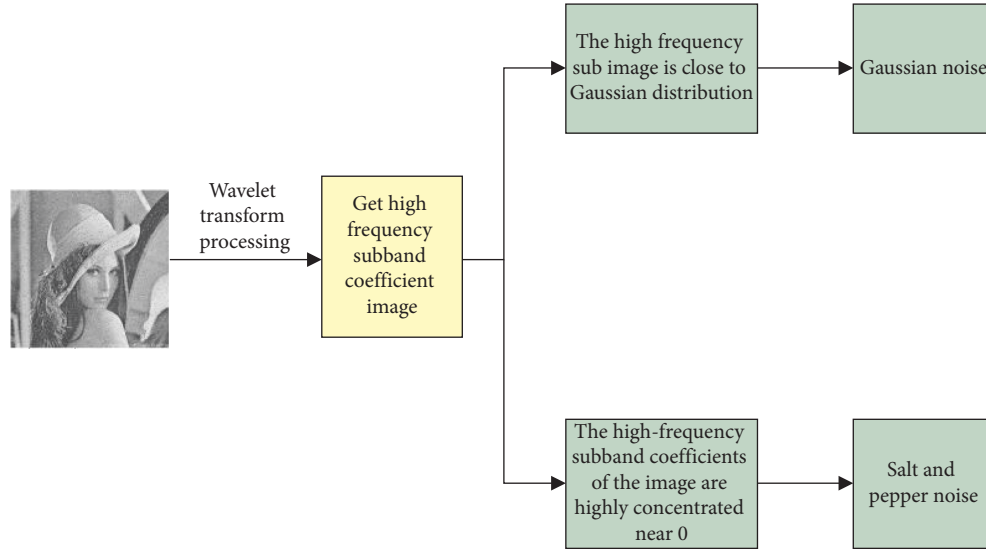 Wavelet
transform
processing
Get high
frequency
subband
coefficient
image
The high frequency
sub image is close to
Gaussian distribution
Gaussian noise
The high-frequency
subband coefficients
of the image are
highly concentrated
near 0
Salt and
pepper noise